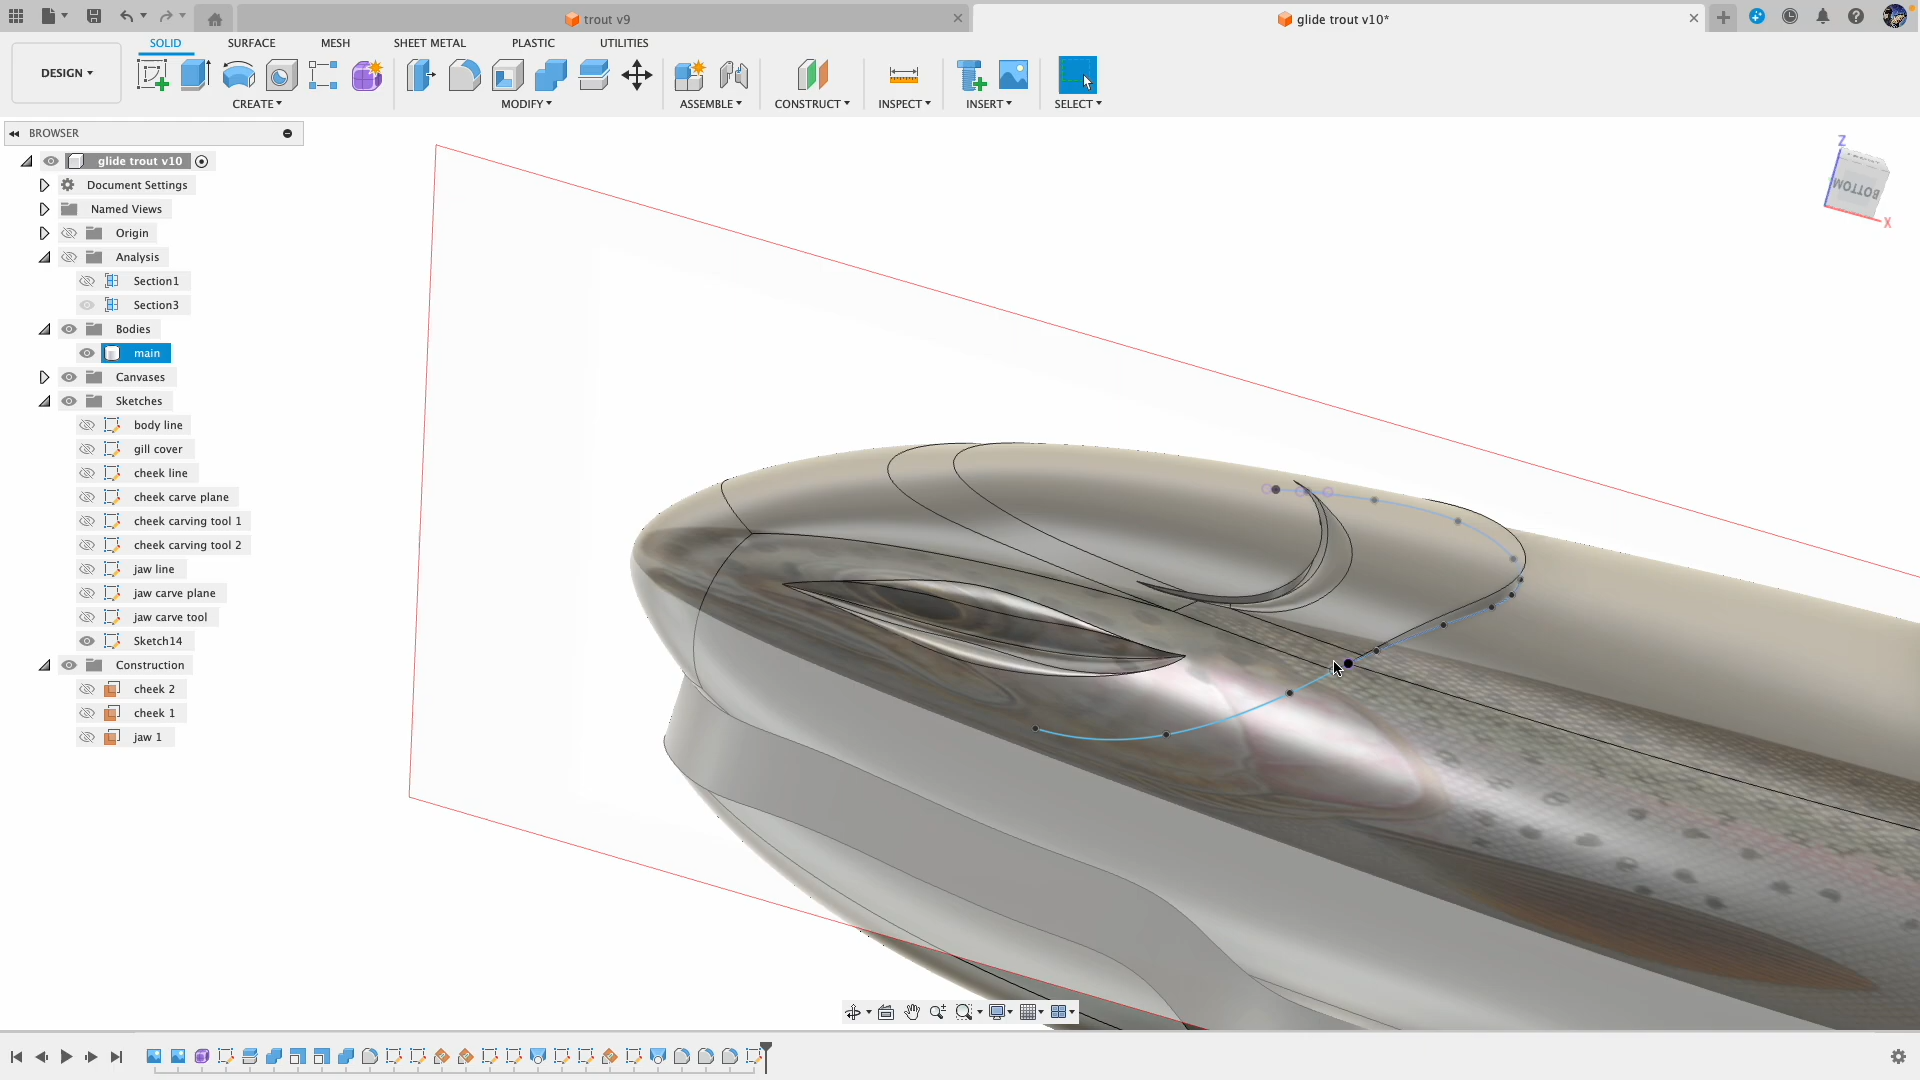 trout v9
glide trout v10*
DESIGN
SOLID
SURFACE
MESH
SHEET METAL
PLASTIC
UTILITIES
CREATE
MODIFY
ASSEMBLE
CONSTRUCT
INSPECT
INSERT
SELECT
BROWSER
glide trout v10
Document Settings
Named Views
Origin
Analysis
Section1
Section3
Bodies
main
Canvases
Sketches
body line
gill cover
cheek line
cheek carve plane
cheek carving tool 1
cheek carving tool 2
jaw line
jaw carve plane
jaw carve tool
Sketch14
Construction
cheek 2
cheek 1
jaw 1
Z
BOTTOM
X